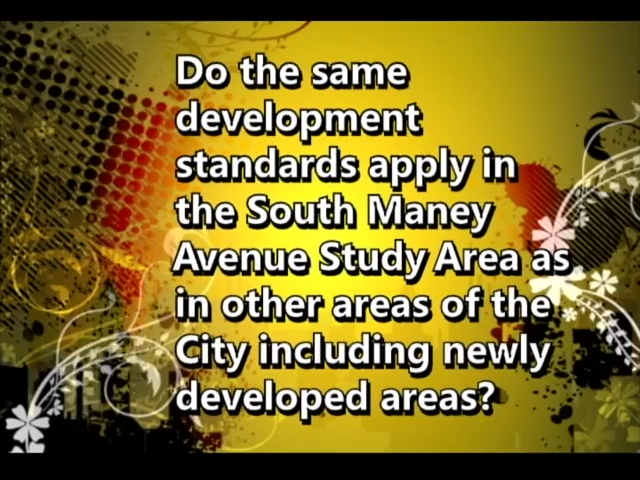 Do the same
development
standards apply in
the South Maney
Avenue Study Area as
in other areas of the
City including newly
developed areas?